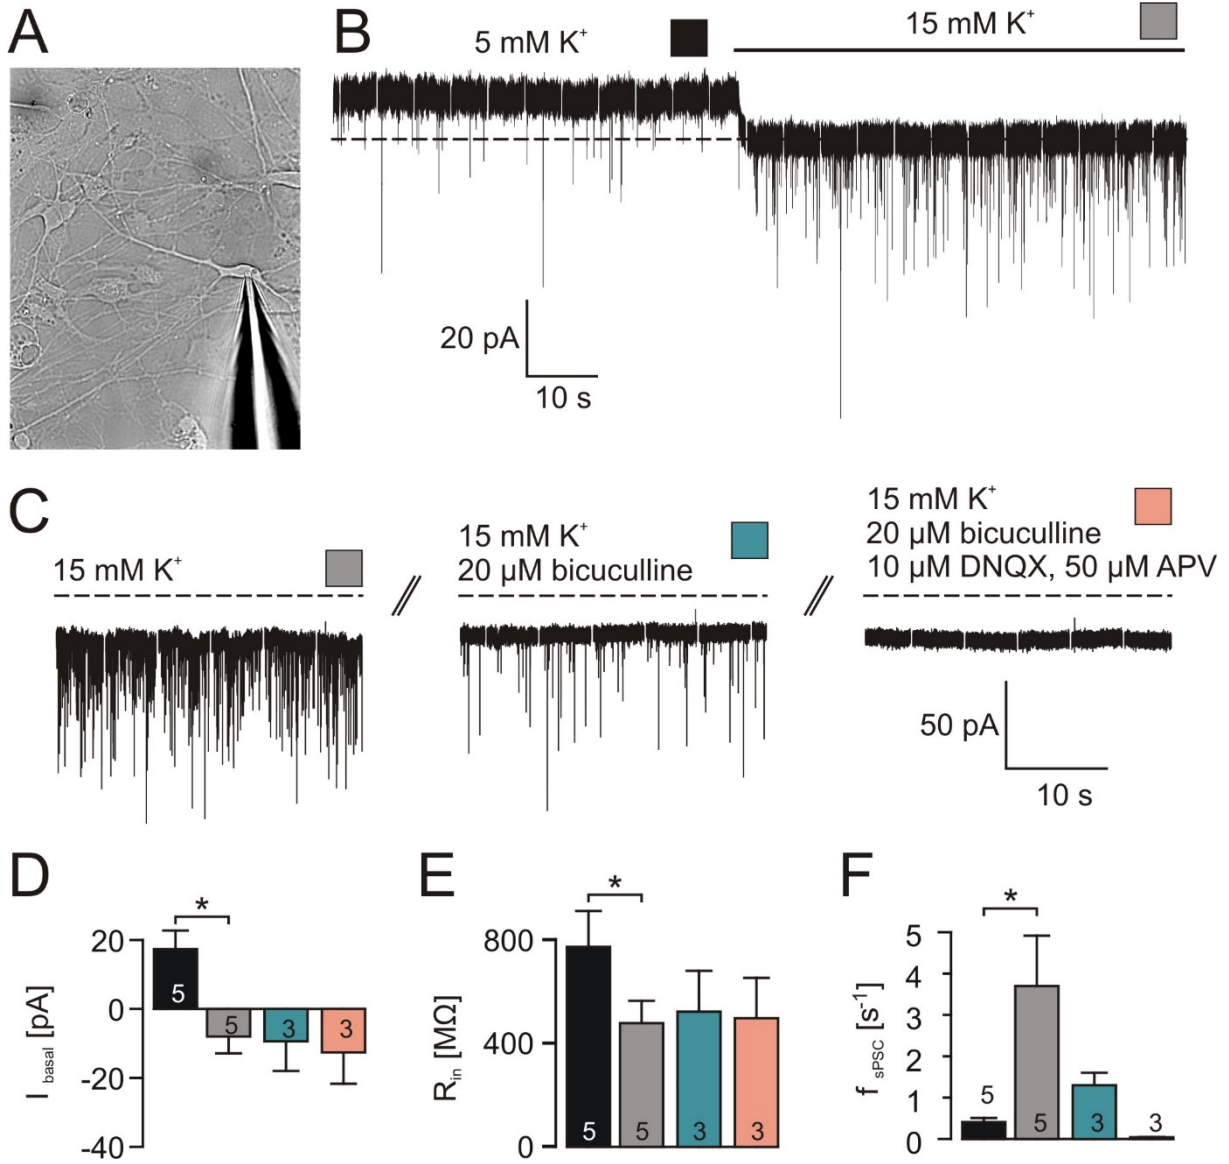 A
B
5 mM K⁺
15 mM K⁺
20 pA
10 s
C
15 mM K⁺
15 mM K⁺
20 µM bicuculline
15 mM K⁺
20 µM bicuculline
10 µM DNQX, 50 µM APV
50 pA
10 s
D
*
20
0
-20
-40
I basal [pA]
5
5
3
3
E
*
800
400
0
R in [MΩ]
5
5
3
3
F
*
5
4
3
2
1
0
f sPSC [s⁻¹]
5
5
3
3